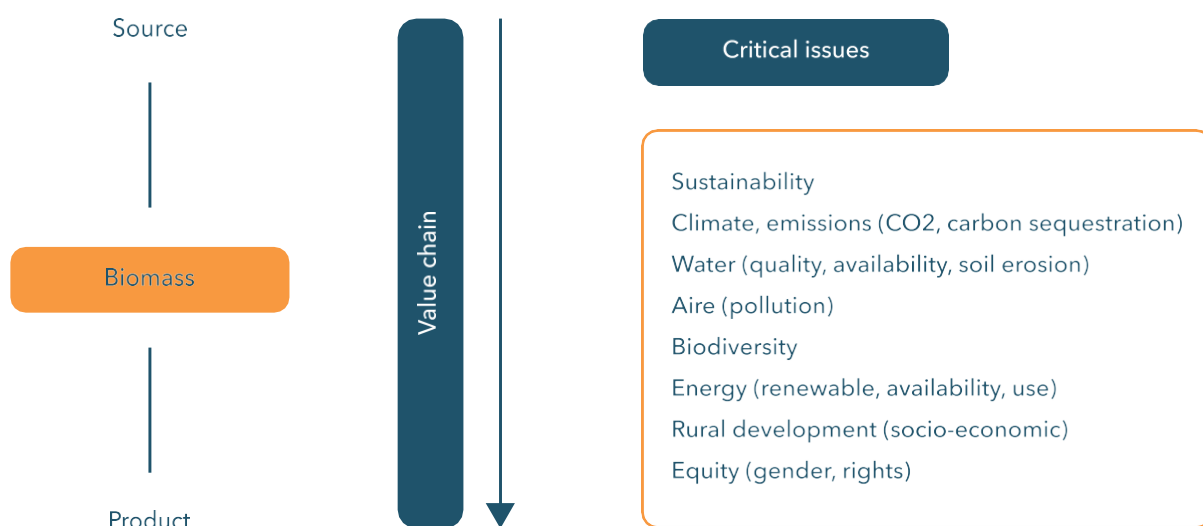 Source
Biomass
Product
Value chain
Critical issues
Sustainability
Climate, emissions (CO2, carbon sequestration)
Water (quality, availability, soil erosion)
Aire (pollution)
Biodiversity
Energy (renewable, availability, use)
Rural development (socio-economic)
Equity (gender, rights)